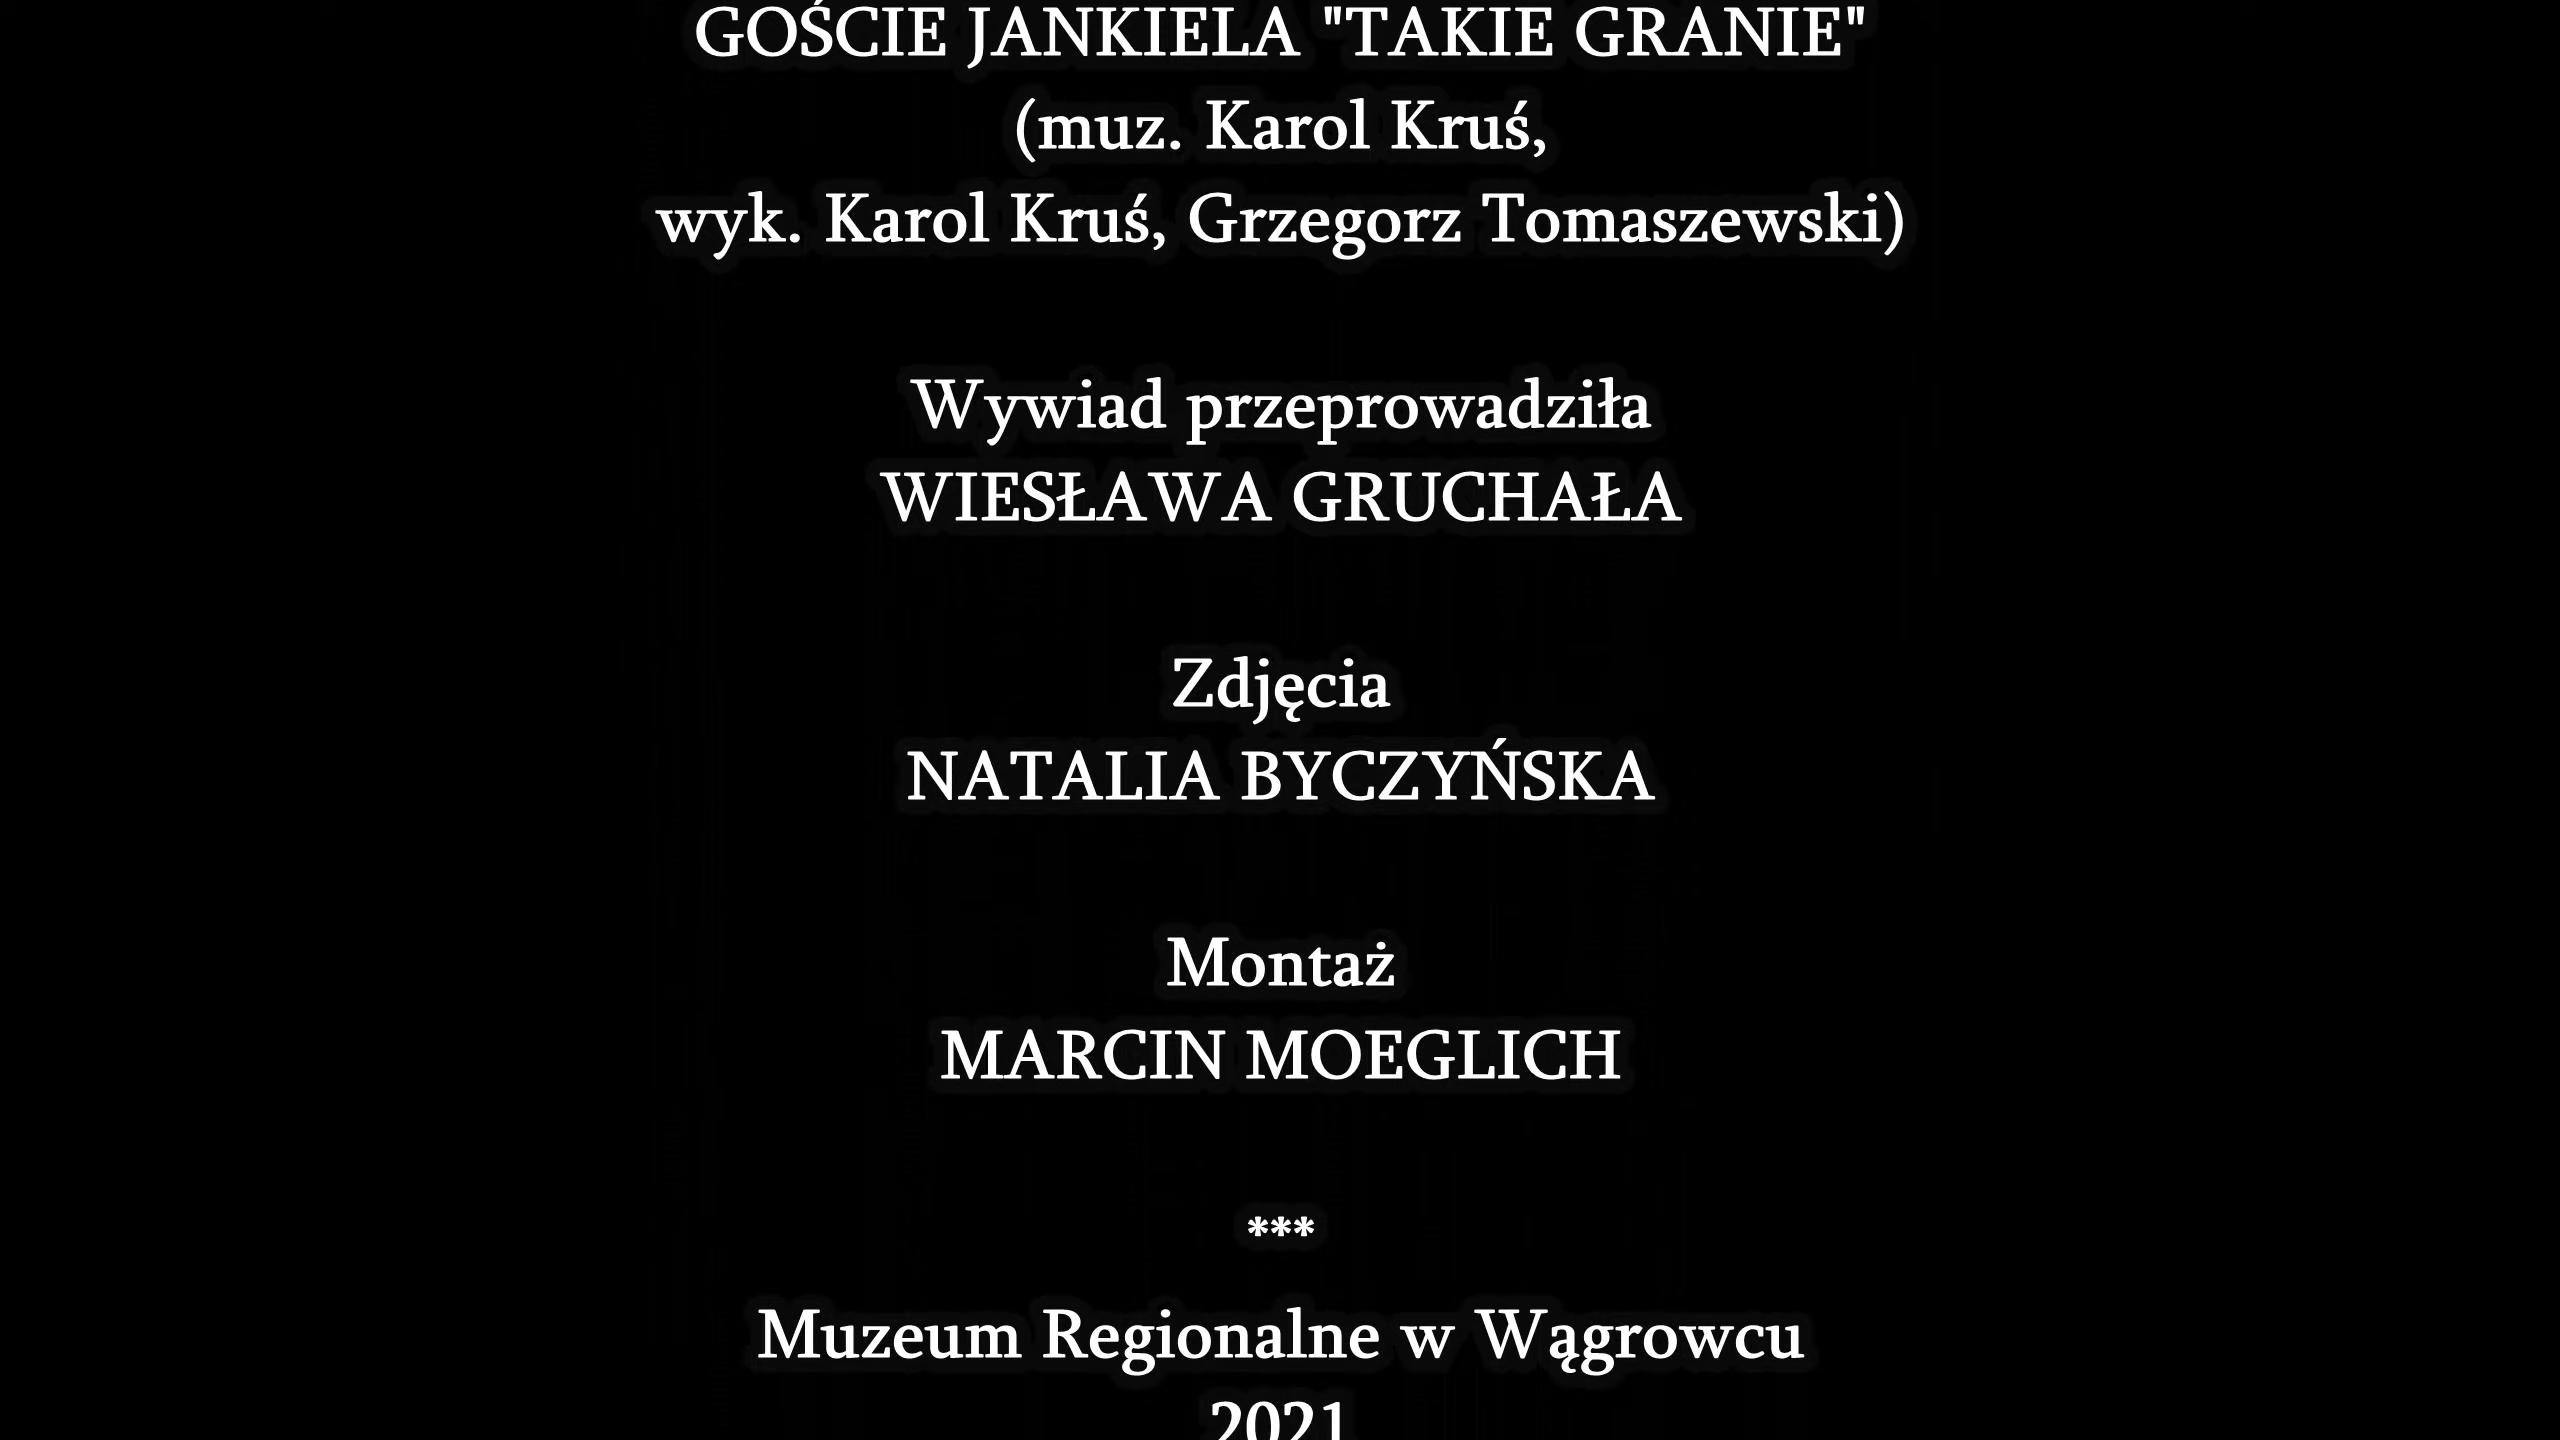 GOŚCIE JANKIELA "TAKIE GRANIE"
(muz. Karol Kruś,
wyk. Karol Kruś, Grzegorz Tomaszewski)
Wywiad przeprowadziła
WIESŁAWA GRUCHAŁA
Zdjęcia
NATALIA BYCZYŃSKA
Montaż
MARCIN MOEGLICH
***
Muzeum Regionalne w Wągrowcu
2021